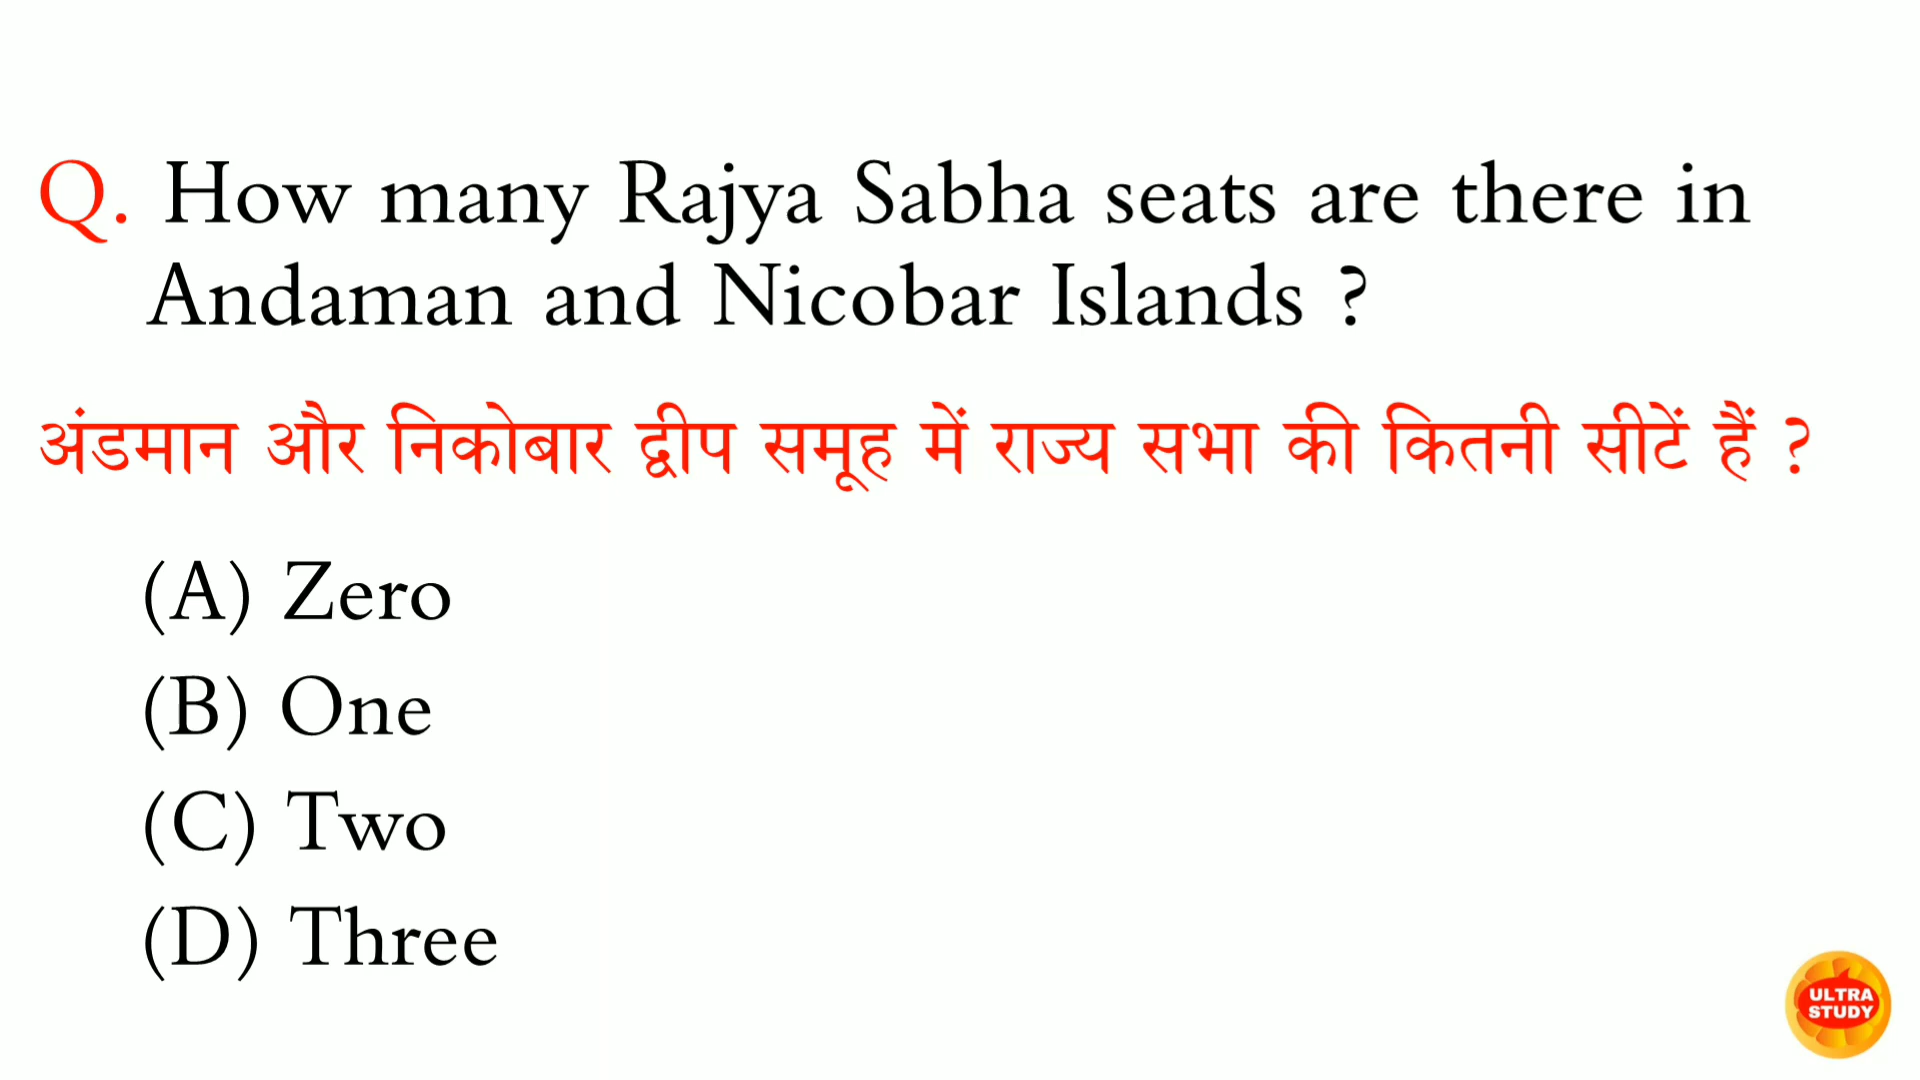 Q. How many Rajya Sabha seats are there in
Andaman and Nicobar Islands ?
अंडमान और निकोबार द्वीप समूह में राज्य सभा की कितनी सीटें हैं ?
(A) Zero
(B) One
(C) Two
(D) Three
ULTRA
STUDY